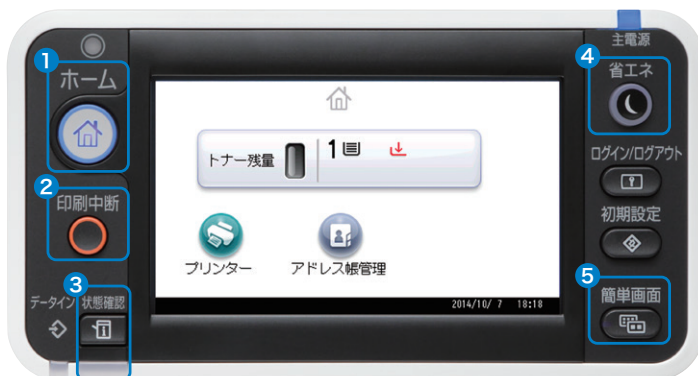 1
ホーム
2
印刷中断
3
データイン 状態確認
トナー残量
1
プリンター
アドレス帳管理
2014/10/ 7 18:18
主電源
4
省エネ
ログイン/ログアウト
初期設定
5
簡単画面